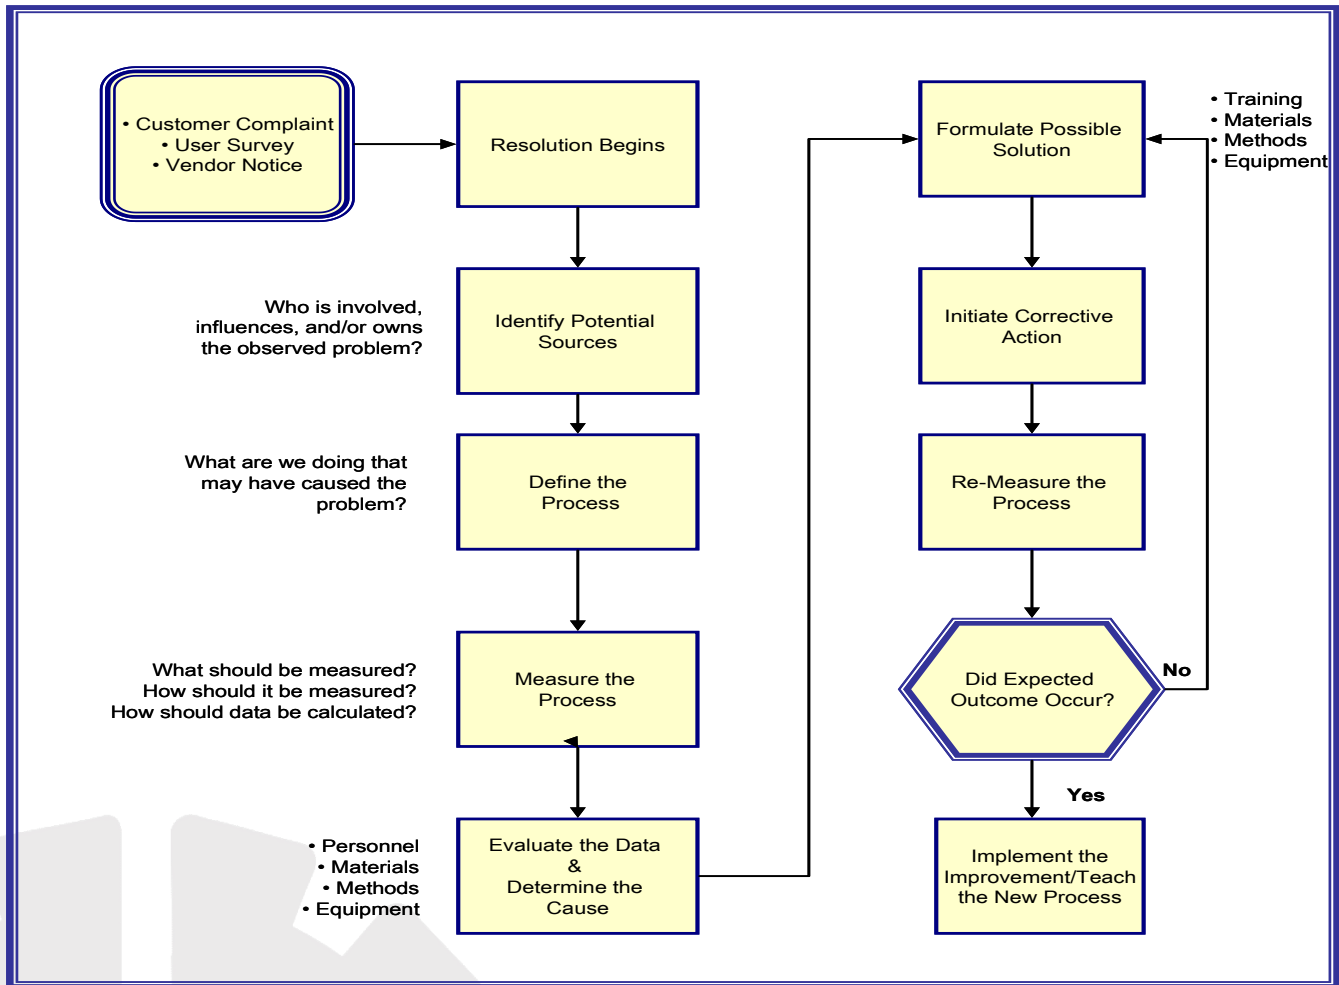 • Customer Complaint
• User Survey
• Vendor Notice
Resolution Begins
Who is involved,
influences, and/or owns
the observed problem?
Identify Potential
Sources
What are we doing that
may have caused the
problem?
Define the
Process
What should be measured?
How should it be measured?
How should data be calculated?
Measure the
Process
• Personnel
• Materials
• Methods
• Equipment
Evaluate the Data
&
Determine the
Cause
Formulate Possible
Solution
• Training
• Materials
• Methods
• Equipment
Initiate Corrective
Action
Re-Measure the
Process
Did Expected
Outcome Occur?
No
Yes
Implement the
Improvement/Teach
the New Process